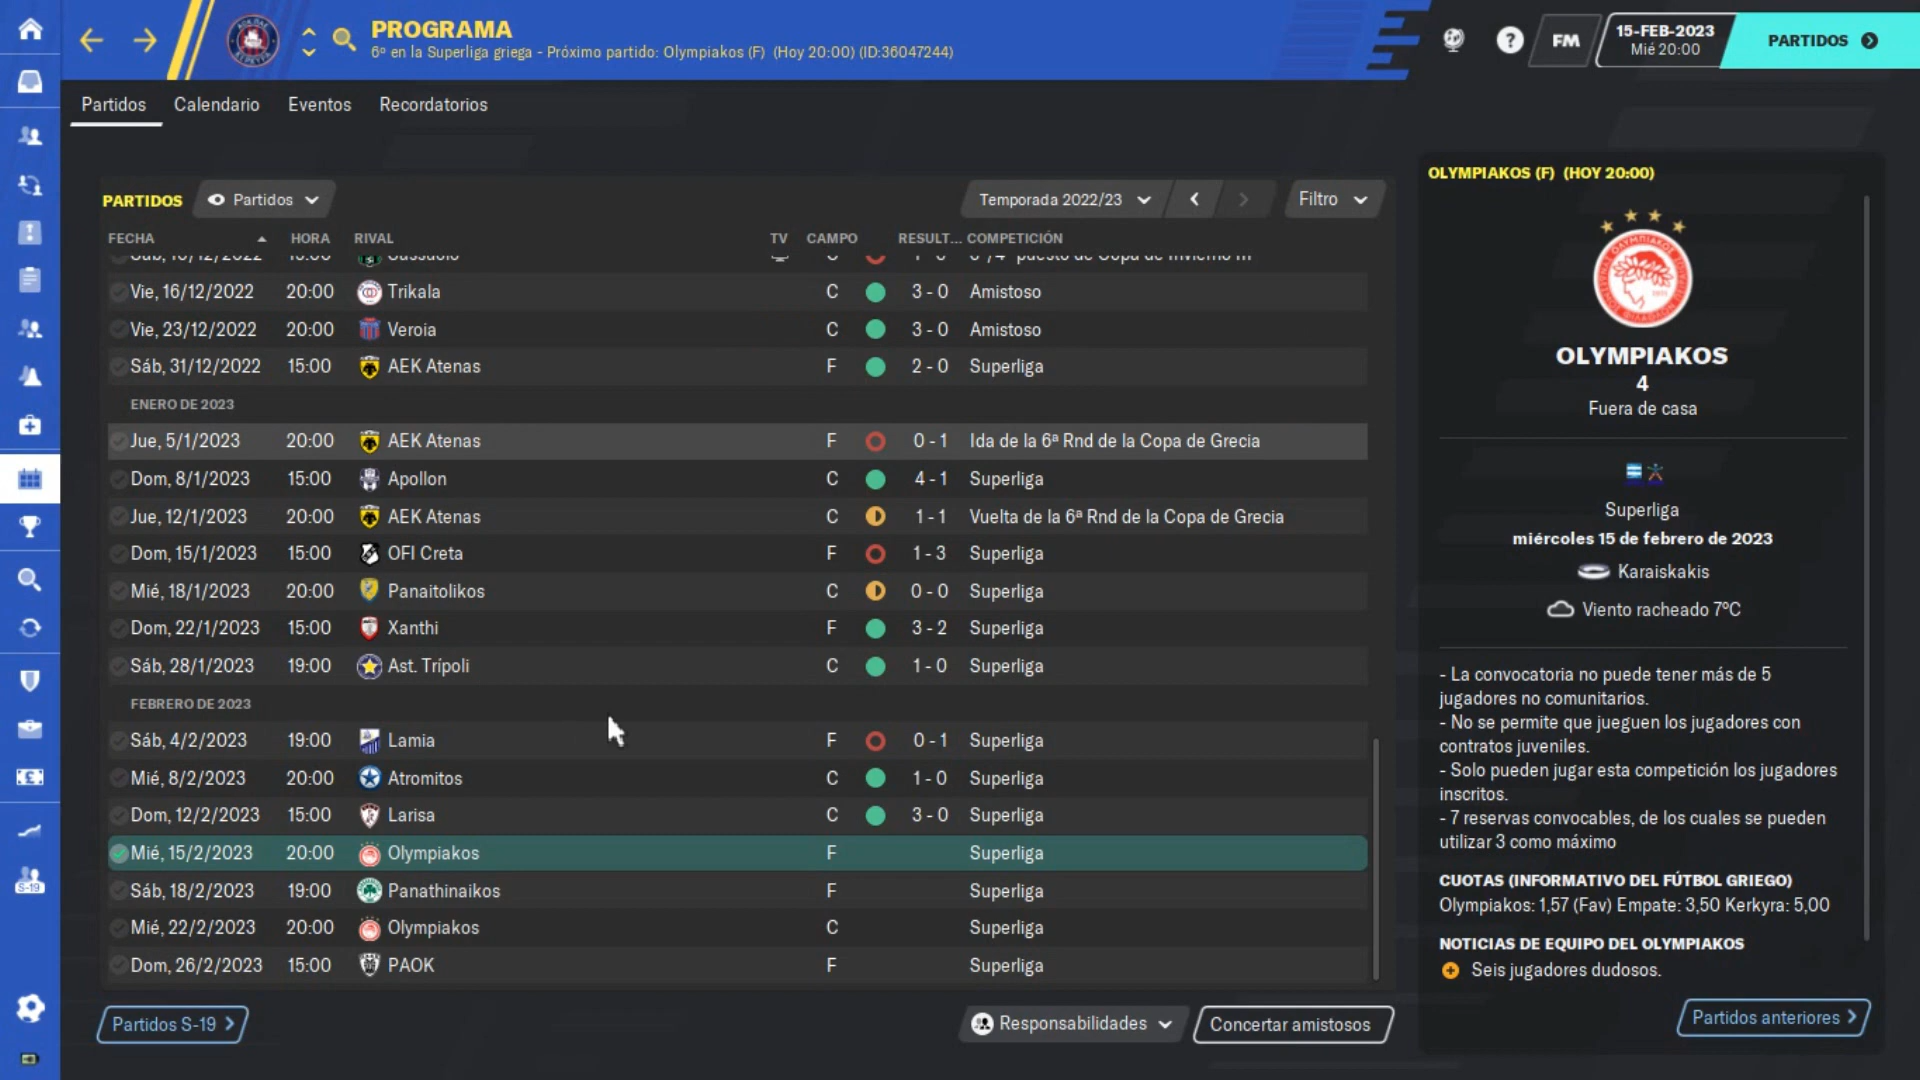 PROGRAMA
6º en la Superliga griega - Próximo partido: Olympiakos (F) (Hoy 20:00) (ID:36047244)
FM
15-FEB-2023
Mié 20:00
PARTIDOS
Partidos Calendario Eventos Recordatorios
PARTIDOS Partidos Temporada 2022/23 Filtro
FECHA HORA RIVAL TV CAMPO RESULT... COMPETICIÓN
Vie, 16/12/2022 20:00 Trikala C 3 - 0 Amistoso
Vie, 23/12/2022 20:00 Veroia C 3 - 0 Amistoso
Sáb, 31/12/2022 15:00 AEK Atenas F 2 - 0 Superliga
ENERO DE 2023
Jue, 5/1/2023 20:00 AEK Atenas F 0 - 1 Ida de la 6ª Rnd de la Copa de Grecia
Dom, 8/1/2023 15:00 Apollon C 4 - 1 Superliga
Jue, 12/1/2023 20:00 AEK Atenas C 1 - 1 Vuelta de la 6ª Rnd de la Copa de Grecia
Dom, 15/1/2023 15:00 OFI Creta F 1 - 3 Superliga
Mié, 18/1/2023 20:00 Panaitolikos C 0 - 0 Superliga
Dom, 22/1/2023 15:00 Xanthi F 3 - 2 Superliga
Sáb, 28/1/2023 19:00 Ast. Trípoli C 1 - 0 Superliga
FEBRERO DE 2023
Sáb, 4/2/2023 19:00 Lamia F 0 - 1 Superliga
Mié, 8/2/2023 20:00 Atromitos C 1 - 0 Superliga
Dom, 12/2/2023 15:00 Larisa C 3 - 0 Superliga
Mié, 15/2/2023 20:00 Olympiakos F Superliga
Sáb, 18/2/2023 19:00 Panathinaikos F Superliga
Mié, 22/2/2023 20:00 Olympiakos C Superliga
Dom, 26/2/2023 15:00 PAOK F Superliga
Partidos S-19
Responsabilidades
Concertar amistosos
S-19
OLYMPIAKOS (F) (HOY 20:00)
OLYMPIAKOS
4
Fuera de casa
Superliga
miércoles 15 de febrero de 2023
Karaiskakis
Viento racheado 7ºC
- La convocatoria no puede tener más de 5
jugadores no comunitarios.
- No se permite que jueguen los jugadores con
contratos juveniles.
- Solo pueden jugar esta competición los jugadores
inscritos.
- 7 reservas convocables, de los cuales se pueden
utilizar 3 como máximo
CUOTAS (INFORMATIVO DEL FÚTBOL GRIEGO)
Olympiakos: 1,57 (Fav) Empate: 3,50 Kerkyra: 5,00
NOTICIAS DE EQUIPO DEL OLYMPIAKOS
Seis jugadores dudosos.
Partidos anteriores